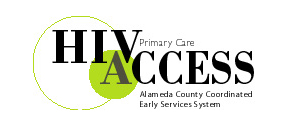 HIV
Primary Care
ACCESS
Alameda County Coordinated
Early Services System